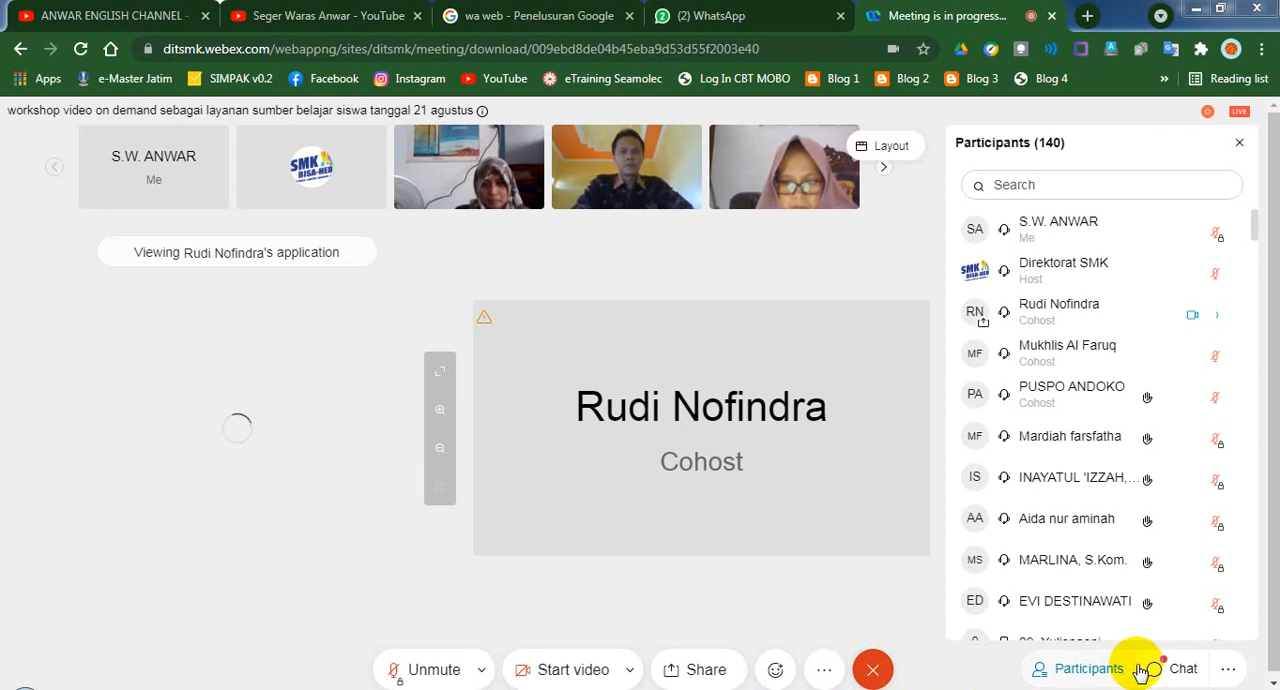 ANWAR ENGLISH CHANNEL -
Seger Waras Anwar - YouTube
wa web - Penelusuran Google
(2) WhatsApp
Meeting is in progress...
ditsmk.webex.com/webappng/sites/ditsmk/meeting/download/009ebd8de04b45eba9d53d55f2003e40
Apps
e-Master Jatim
SIMPAK v0.2
Facebook
Instagram
YouTube
eTraining Seamolec
Log In CBT MOBO
Blog 1
Blog 2
Blog 3
Blog 4
»
Reading list
workshop video on demand sebagai layanan sumber belajar siswa tanggal 21 agustus
LIVE
S.W. ANWAR
Me
SMK
BISA-HEB
Layout
Viewing Rudi Nofindra's application
Rudi Nofindra
Cohost
Participants (140)
Search
SA
S.W. ANWAR
Me
SMK
Direktorat SMK
Host
RN
Rudi Nofindra
Cohost
MF
Mukhlis Al Faruq
Cohost
PA
PUSPO ANDOKO
Cohost
MF
Mardiah farsfatha
IS
INAYATUL 'IZZAH,...
AA
Aida nur aminah
MS
MARLINA, S.Kom.
ED
EVI DESTINAWATI
Unmute
Start video
Share
Participants
Chat